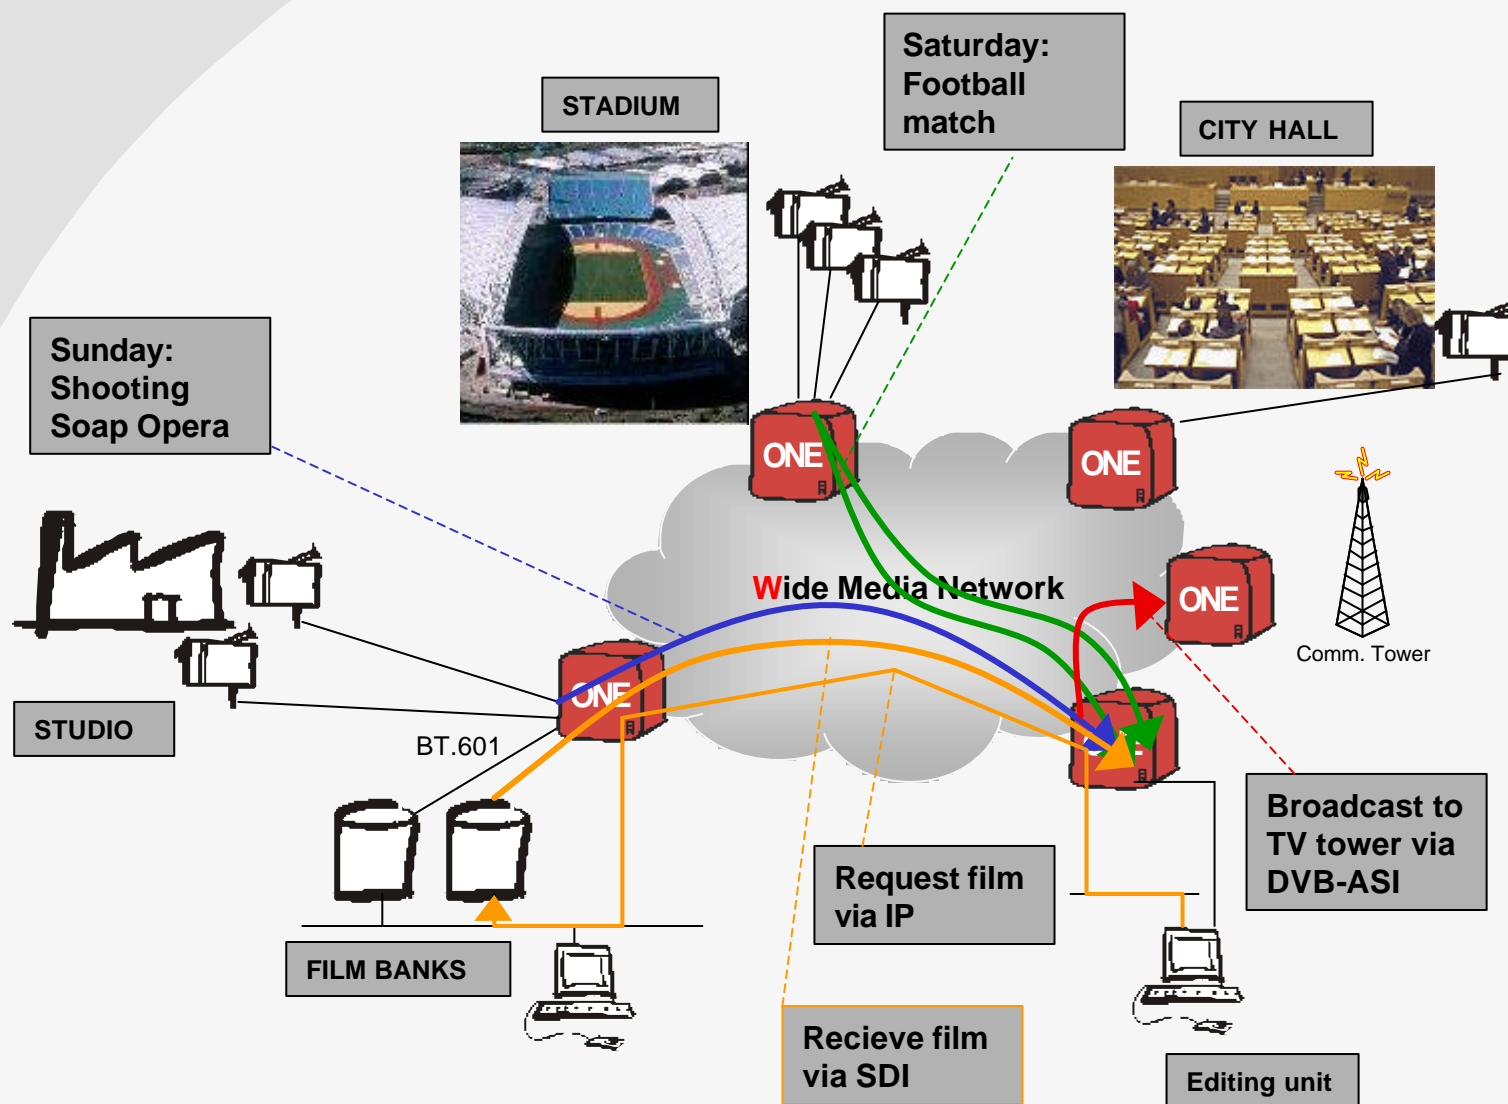 Saturday:
Football
match
STADIUM
CITY HALL
Sunday:
Shooting
Soap Opera
ONE
ONE
Wide Media Network
ONE
Comm. Tower
ONE
STUDIO
BT.601
Broadcast to
TV tower via
DVB-ASI
Request film
via IP
FILM BANKS
Recieve film
via SDI
Editing unit